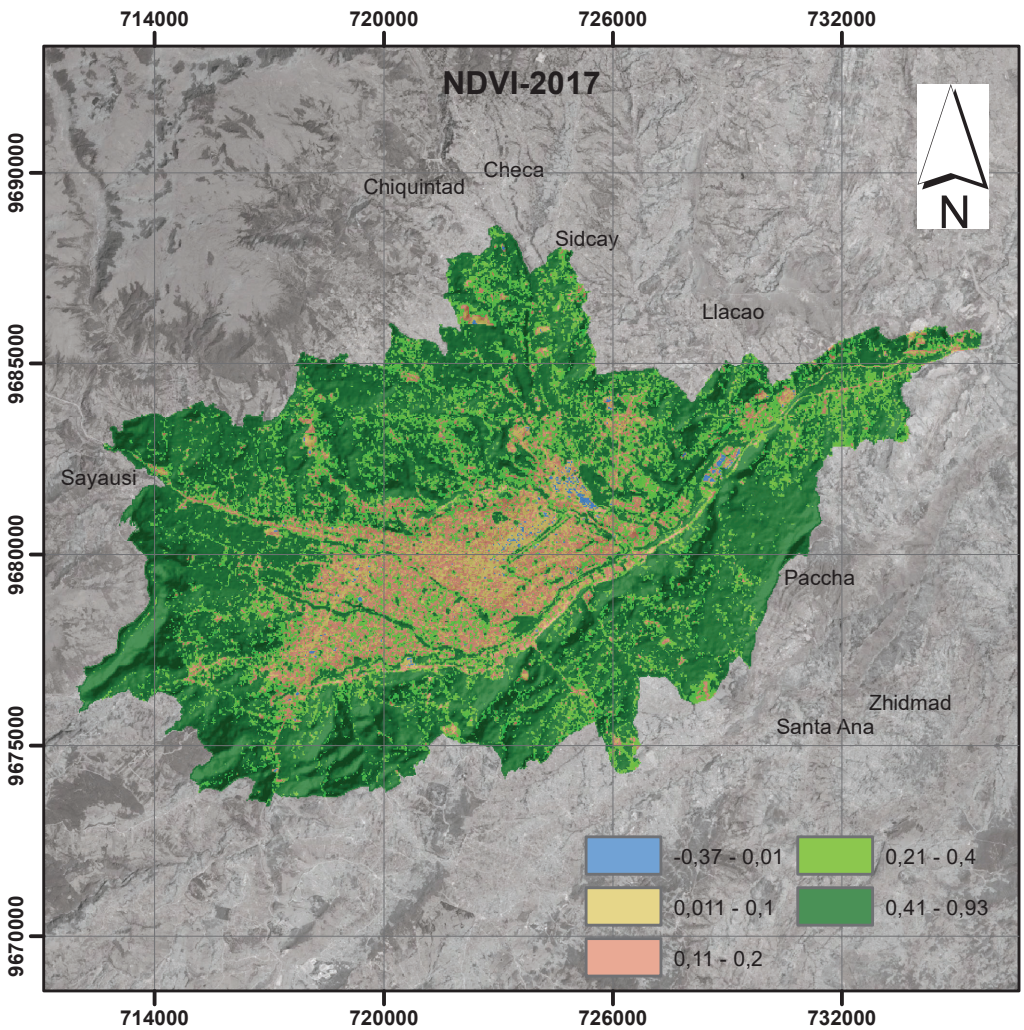 714000 720000 726000 732000
NDVI-2017
N
9690000
Checa
Chiquintad
Sidcay
Llacao
9685000
Sayausi
9680000
Paccha
Zhidmad
Santa Ana
9675000
-0,37 - 0,01
0,21 - 0,4
0,011 - 0,1
0,41 - 0,93
0,11 - 0,2
9670000
714000 720000 726000 732000